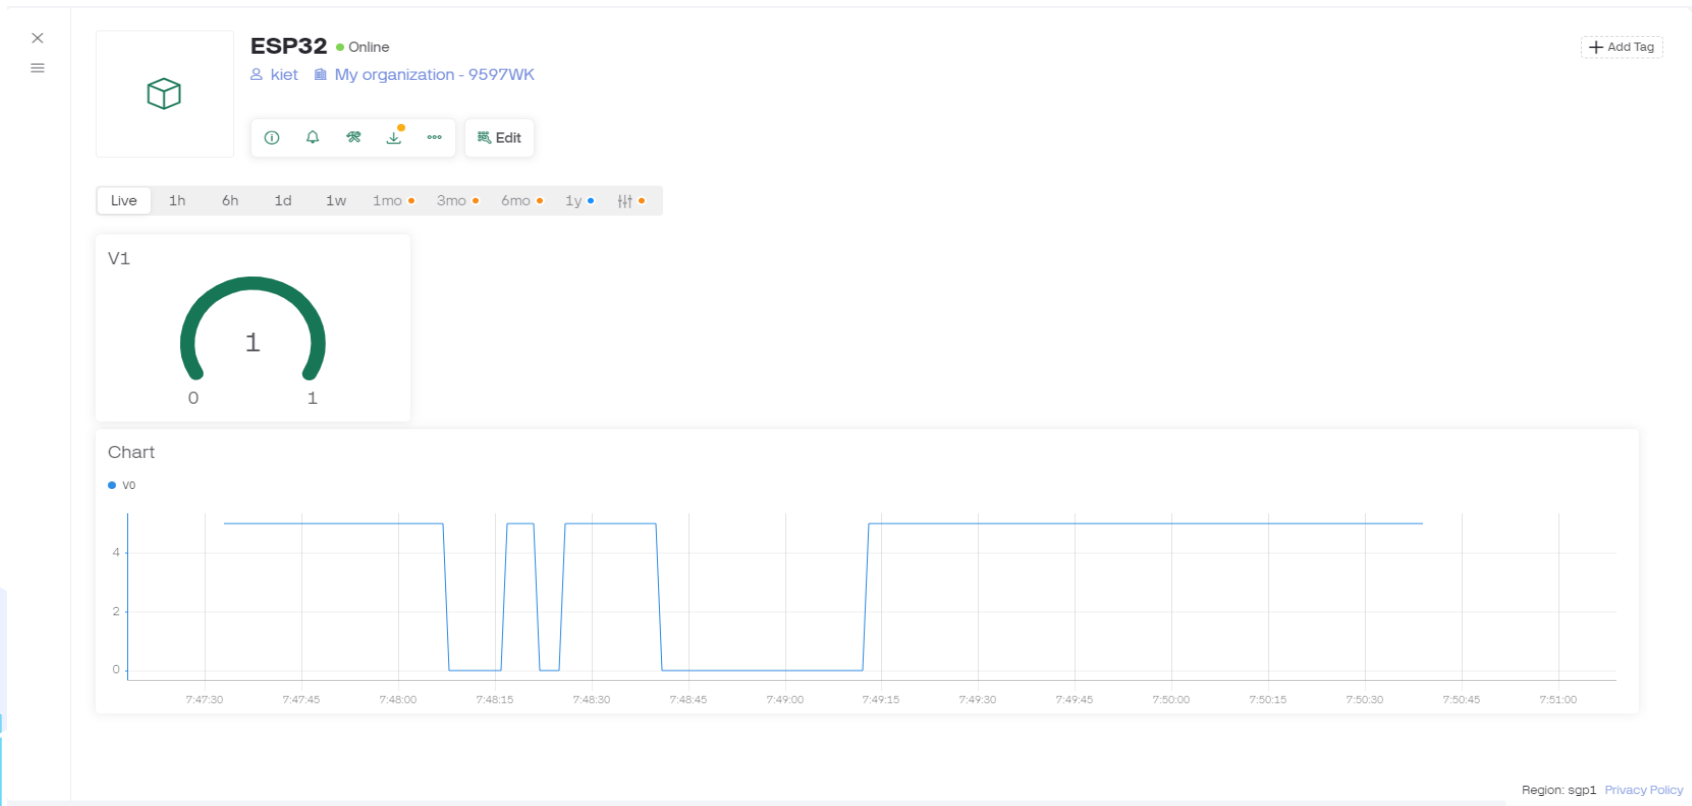 ESP32 Online
kiet My organization - 9597WK
Add Tag
Edit
Live 1h 6h 1d 1w 1mo 3mo 6mo 1y
V1
1
0 1
Chart
V0
4
2
0
7:47:30 7:47:45 7:48:00 7:48:15 7:48:30 7:48:45 7:49:00 7:49:15 7:49:30 7:49:45 7:50:00 7:50:15 7:50:30 7:50:45 7:51:00
Region: sgp1 Privacy Policy